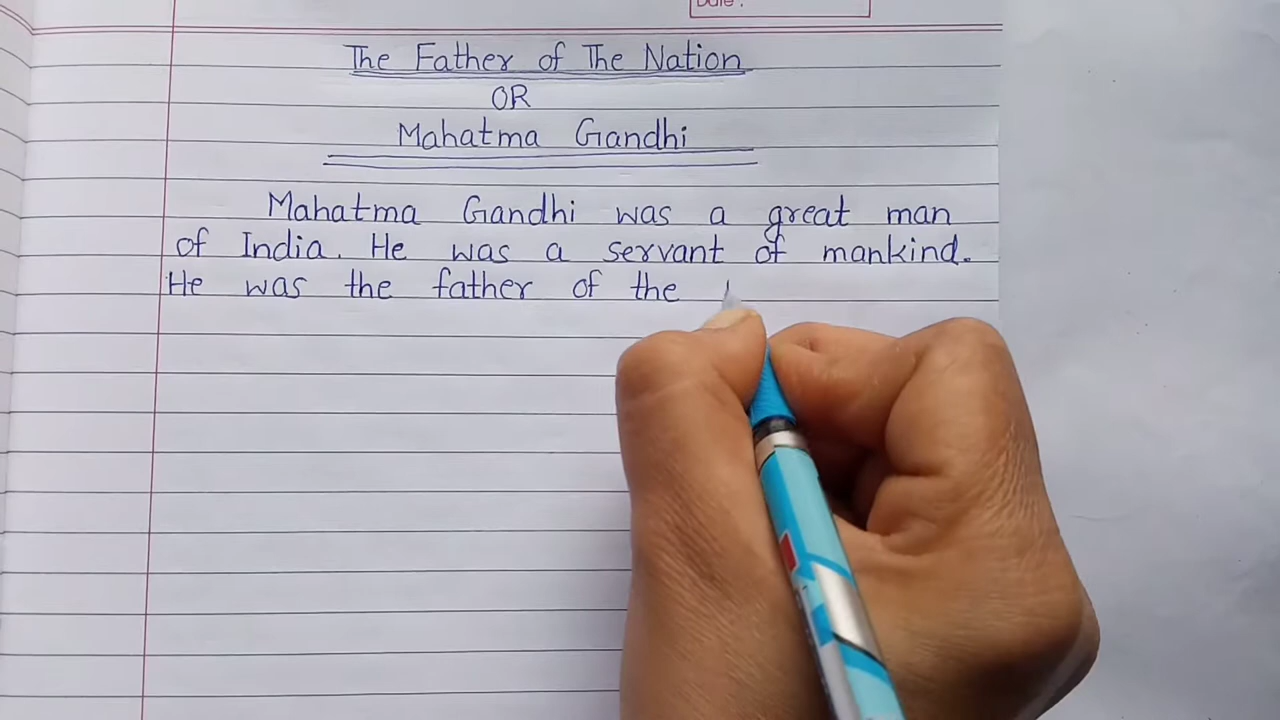 Date :
The Father of The Nation
OR
Mahatma Gandhi
Mahatma Gandhi was a great man
of India. He was a servant of mankind.
He was the father of the